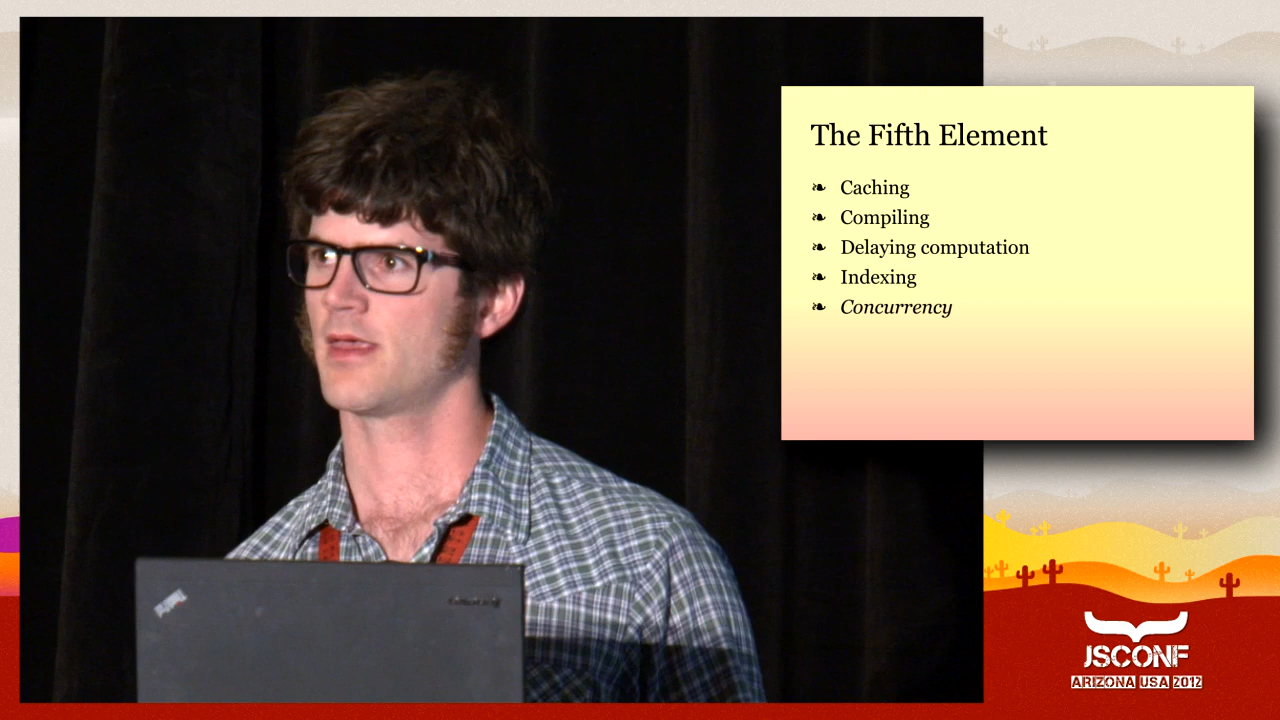 The Fifth Element
❧ Caching
❧ Compiling
❧ Delaying computation
❧ Indexing
❧ Concurrency
JSCONF
ARIZONA USA 2012